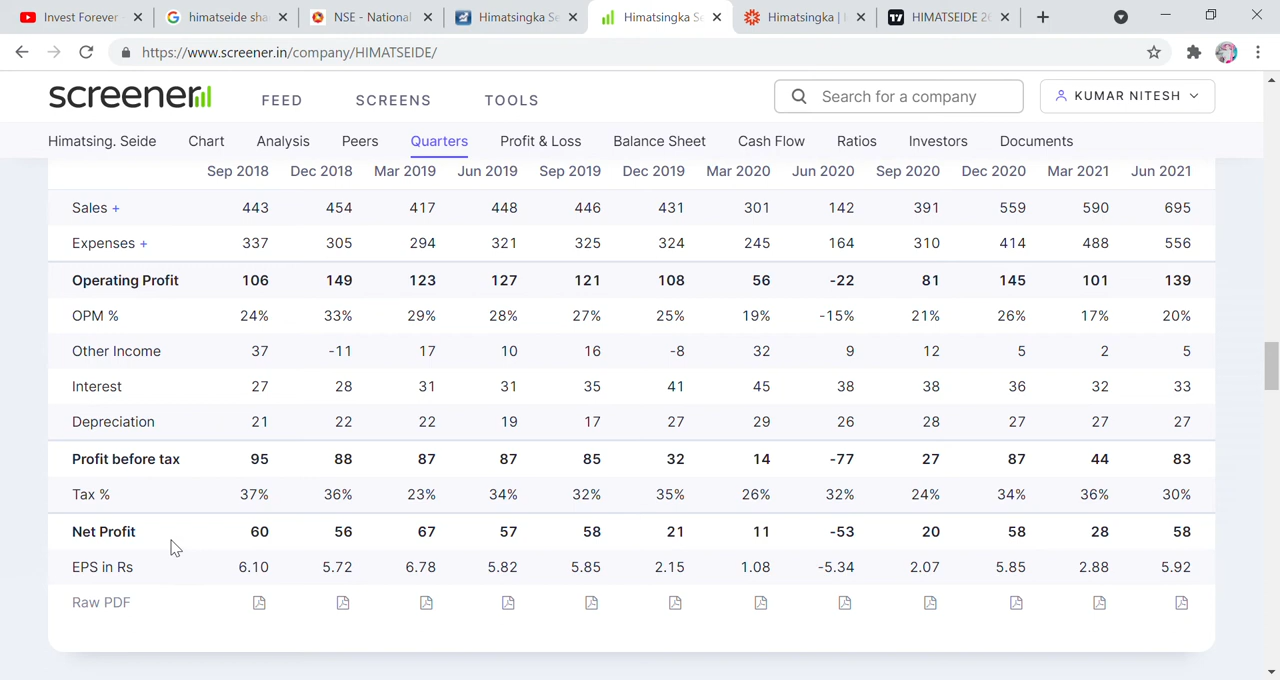 Invest Forever
himatseide sha
NSE - National
Himatsingka Se
Himatsingka Se
Himatsingka |
HIMATSEIDE 26
https://www.screener.in/company/HIMATSEIDE/
screener
FEED SCREENS TOOLS
Search for a company
KUMAR NITESH
Himatsing. Seide Chart Analysis Peers Quarters Profit & Loss Balance Sheet Cash Flow Ratios Investors Documents
Sep 2018 Dec 2018 Mar 2019 Jun 2019 Sep 2019 Dec 2019 Mar 2020 Jun 2020 Sep 2020 Dec 2020 Mar 2021 Jun 2021
Sales + 443 454 417 448 446 431 301 142 391 559 590 695
Expenses + 337 305 294 321 325 324 245 164 310 414 488 556
Operating Profit 106 149 123 127 121 108 56 -22 81 145 101 139
OPM % 24% 33% 29% 28% 27% 25% 19% -15% 21% 26% 17% 20%
Other Income 37 -11 17 10 16 -8 32 9 12 5 2 5
Interest 27 28 31 31 35 41 45 38 38 36 32 33
Depreciation 21 22 22 19 17 27 29 26 28 27 27 27
Profit before tax 95 88 87 87 85 32 14 -77 27 87 44 83
Tax % 37% 36% 23% 34% 32% 35% 26% 32% 24% 34% 36% 30%
Net Profit 60 56 67 57 58 21 11 -53 20 58 28 58
EPS in Rs 6.10 5.72 6.78 5.82 5.85 2.15 1.08 -5.34 2.07 5.85 2.88 5.92
Raw PDF